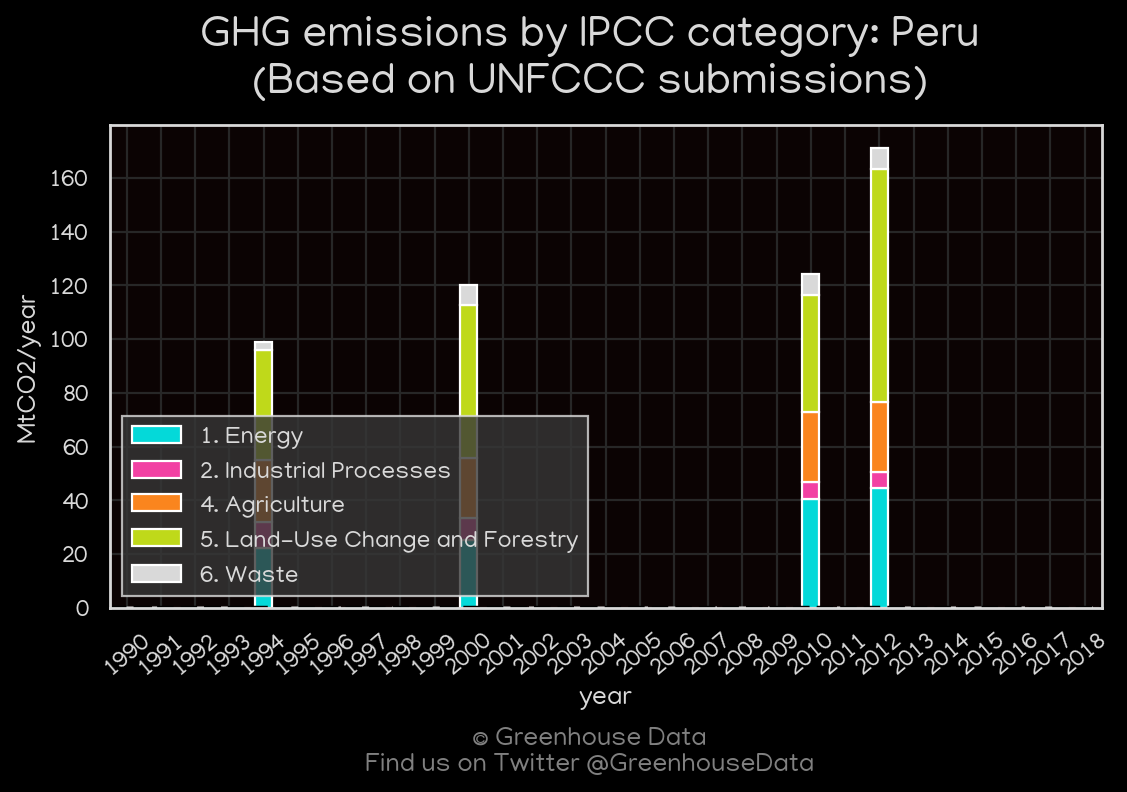 GHG emissions by IPCC category: Peru
(Based on UNFCCC submissions)
MtCO2/year
160
140
120
100
80
60
40
20
0
1. Energy
2. Industrial Processes
4. Agriculture
5. Land-Use Change and Forestry
6. Waste
1990 1991 1992 1993 1994 1995 1996 1997 1998 1999 2000 2001 2002 2003 2004 2005 2006 2007 2008 2009 2010 2011 2012 2013 2014 2015 2016 2017 2018
year
© Greenhouse Data
Find us on Twitter @GreenhouseData